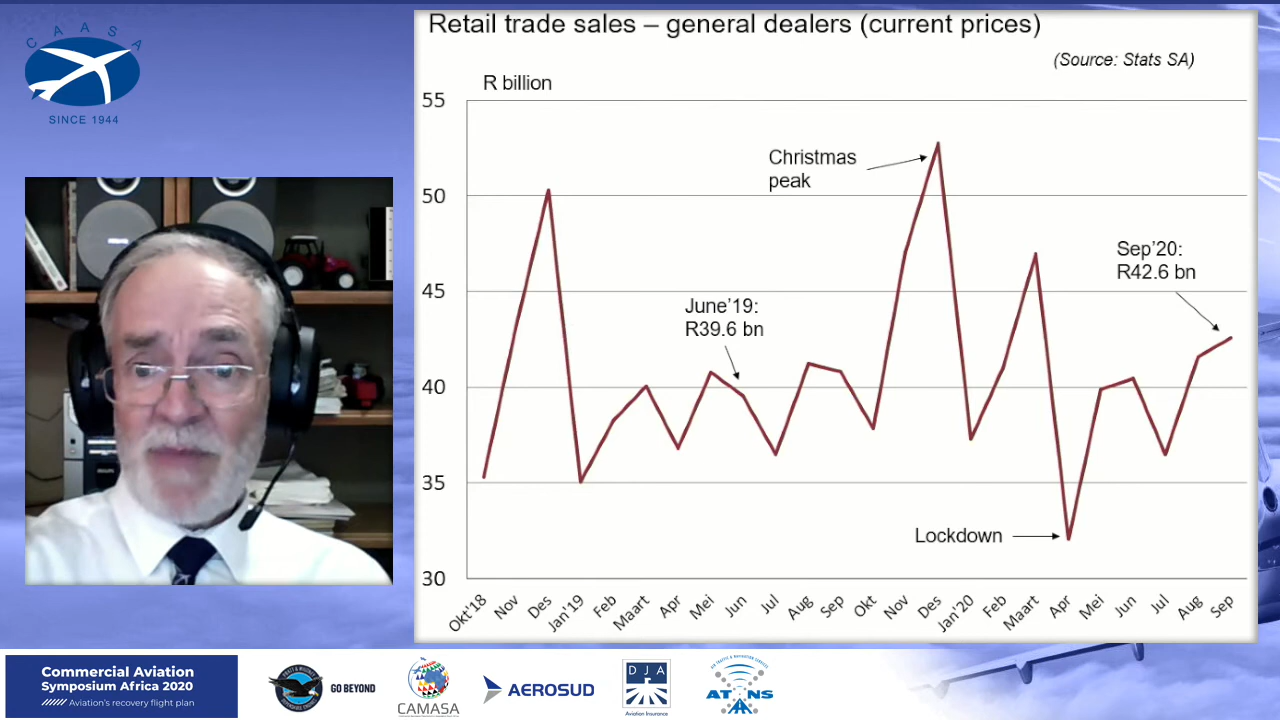 CAASA
SINCE 1944
Retail trade sales – general dealers (current prices)
(Source: Stats SA)
R billion
55
50
45
40
35
30
Christmas
peak
June’19:
R39.6 bn
Sep’20:
R42.6 bn
Lockdown
Okt'18
Nov
Des
Jan'19
Feb
Maart
Apr
Mei
Jun
Jul
Aug
Sep
Okt
Nov
Des
Jan'20
Feb
Maart
Apr
Mei
Jun
Jul
Aug
Sep
Commercial Aviation
Symposium Africa 2020
Aviation's recovery flight plan
GO BEYOND
CAMASA
AEROSUD
DJA
Aviation Insurance
AIR TRAFFIC & NAVIGATION SERVICES
ATNS